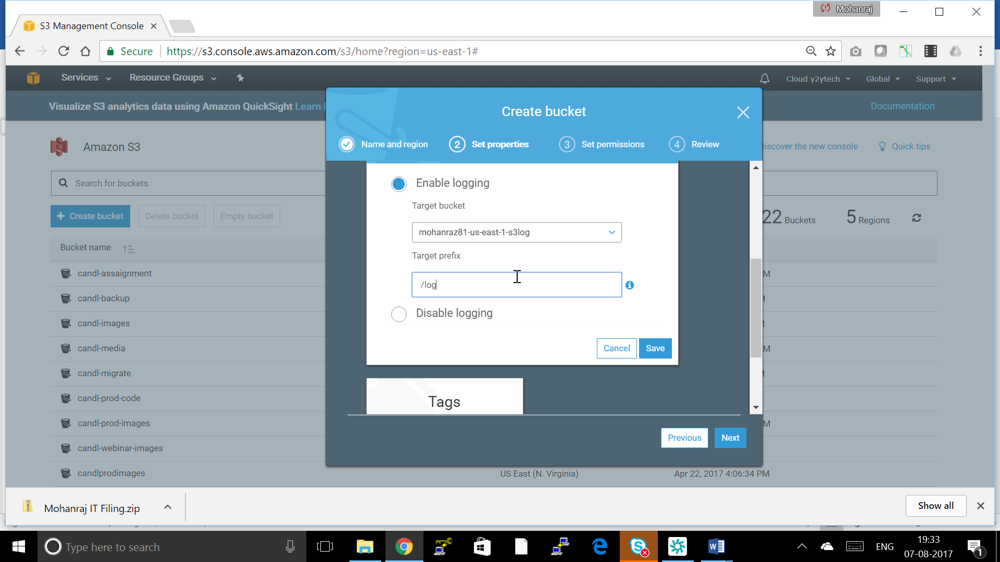 Mohanraj
S3 Management Console
Secure
https://s3.console.aws.amazon.com/s3/home?region=us-east-1#
Services
Resource Groups
Cloud y2ytech
Global
Support
Visualize S3 analytics data using Amazon QuickSight Learn
Documentation
Create bucket
Name and region
2 Set properties
3 Set permissions
4 Review
Amazon S3
iscover the new console
Quick tips
Search for buckets
Enable logging
Target bucket
mohanraz81-us-east-1-s3log
Target prefix
/log
Disable logging
Cancel
Save
Tags
Previous
Next
+ Create bucket
Delete bucket
Empty bucket
22 Buckets
5 Regions
Bucket name
candl-assaignment
M
candl-backup
candl-images
candl-media
M
candl-migrate
candl-prod-code
candl-prod-images
M
candl-webinar-images
candlprodimages
US East (N. Virginia)
Apr 22, 2017 4:06:34 PM
Mohanraj IT Filing.zip
Show all
Type here to search
ENG
19:33
07-08-2017
1